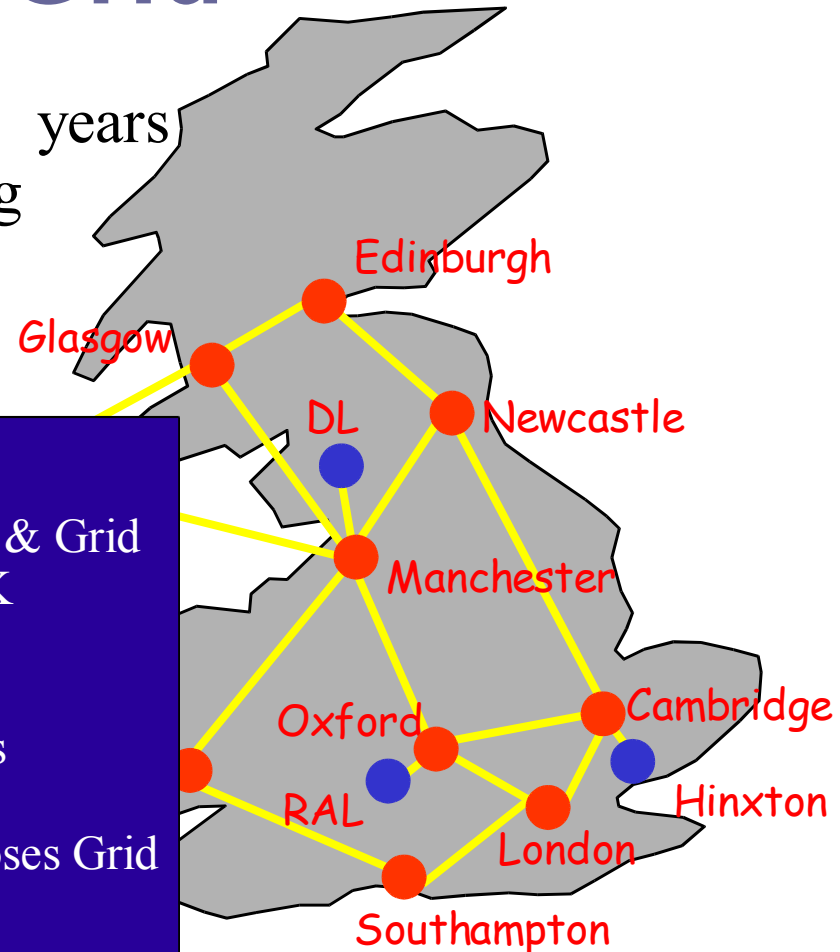 years
g
Edinburgh
Glasgow
DL
Newcastle
& Grid
K
Manchester
Oxford
Cambridge
s
RAL
Hinxton
London
ses Grid
Southampton